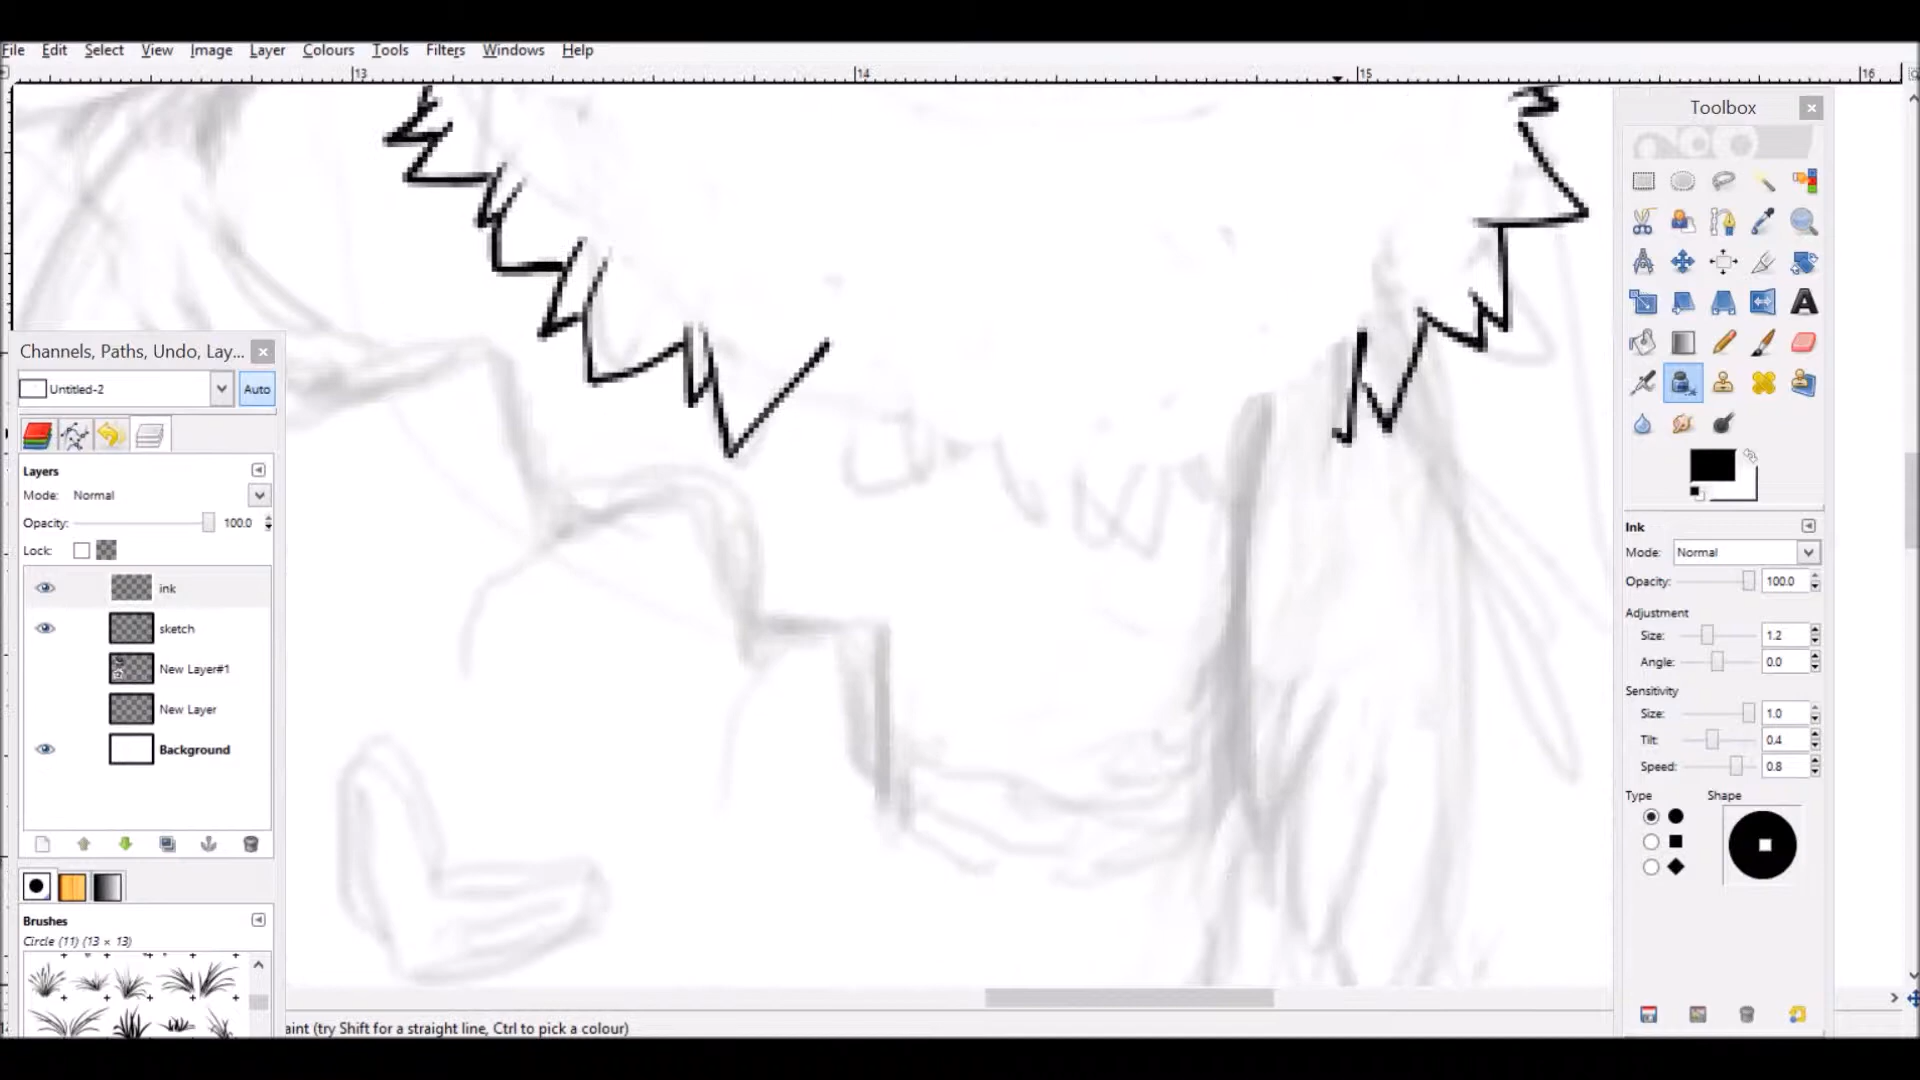 File Edit Select View Image Layer Colours Tools Filters Windows Help
13 14 15 16
Toolbox
Channels, Paths, Undo, Lay...
Untitled-2 Auto
Layers
Mode: Normal
Opacity: 100.0
Lock:
ink
sketch
New Layer#1
New Layer
Background
Brushes
Circle (11) (13 × 13)
Ink
Mode: Normal
Opacity: 100.0
Adjustment
Size: 1.2
Angle: 0.0
Sensitivity
Size: 1.0
Tilt: 0.4
Speed: 0.8
Type Shape
aint (try Shift for a straight line, Ctrl to pick a colour)